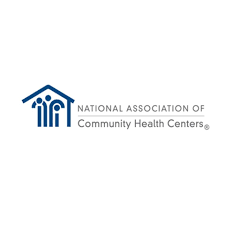 NATIONAL ASSOCIATION OF
Community Health Centers®